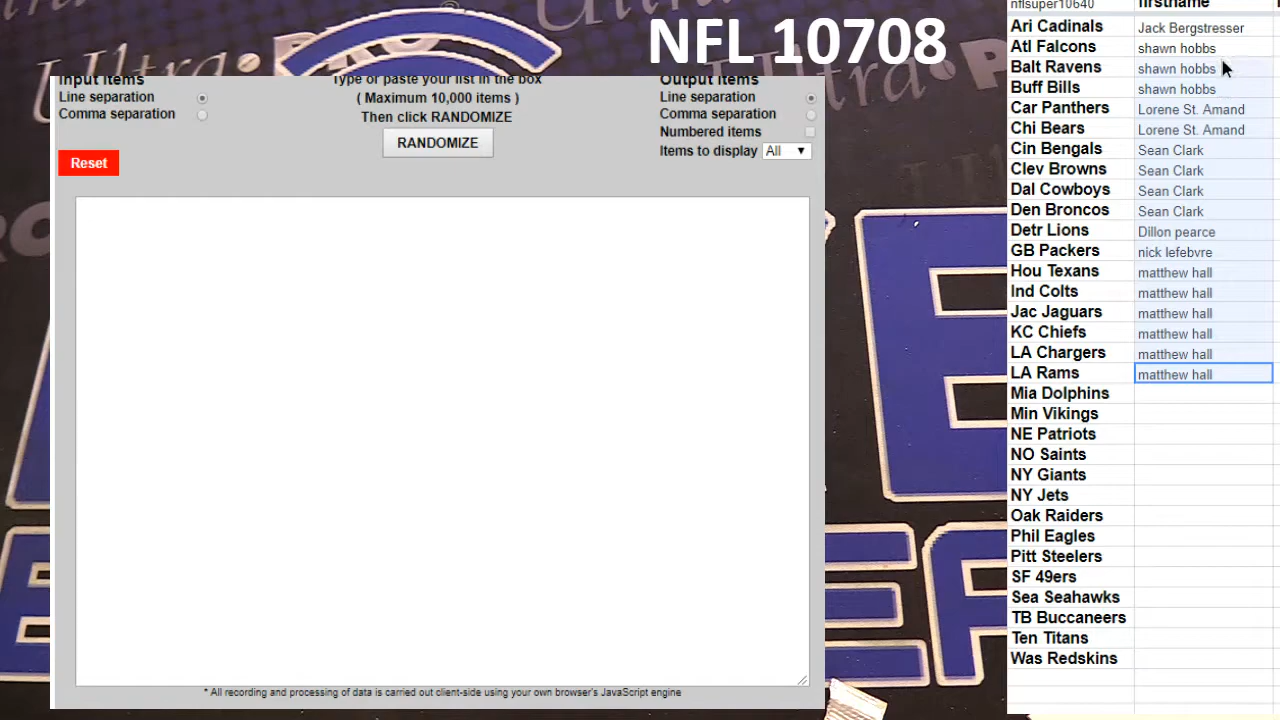 NFL 10708
Input Items
Line separation
Comma separation
Reset
Type or paste your list in the box
( Maximum 10,000 items )
Then click RANDOMIZE
RANDOMIZE
Output Items
Line separation
Comma separation
Numbered items
Items to display All
* All recording and processing of data is carried out client-side using your own browser's JavaScript engine
nflsuper10640 firstname
Ari Cadinals Jack Bergstresser
Atl Falcons shawn hobbs
Balt Ravens shawn hobbs
Buff Bills shawn hobbs
Car Panthers Lorene St. Amand
Chi Bears Lorene St. Amand
Cin Bengals Sean Clark
Clev Browns Sean Clark
Dal Cowboys Sean Clark
Den Broncos Sean Clark
Detr Lions Dillon pearce
GB Packers nick lefebvre
Hou Texans matthew hall
Ind Colts matthew hall
Jac Jaguars matthew hall
KC Chiefs matthew hall
LA Chargers matthew hall
LA Rams matthew hall
Mia Dolphins
Min Vikings
NE Patriots
NO Saints
NY Giants
NY Jets
Oak Raiders
Phil Eagles
Pitt Steelers
SF 49ers
Sea Seahawks
TB Buccaneers
Ten Titans
Was Redskins